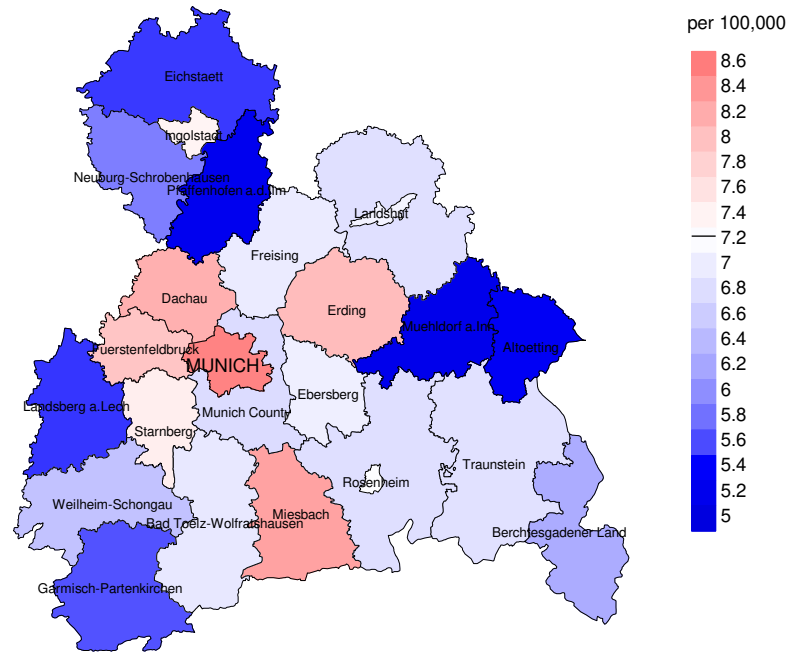 per 100,000
8.6
8.4
8.2
8
7.8
7.6
7.4
7.2
7
6.8
6.6
6.4
6.2
6
5.8
5.6
5.4
5.2
5
Eichstaett
Ingolstadt
Neuburg-Schrobenhausen
Pfaffenhofen a.d.Ilm
Landshut
Freising
Dachau
Erding
Muehldorf a.Inn
Altoetting
Fuerstenfeldbruck
MUNICH
Ebersberg
Landsberg a.Lech
Munich County
Starnberg
Traunstein
Rosenheim
Weilheim-Schongau
Miesbach
Bad Toelz-Wolfratshausen
Berchtesgadener Land
Garmisch-Partenkirchen